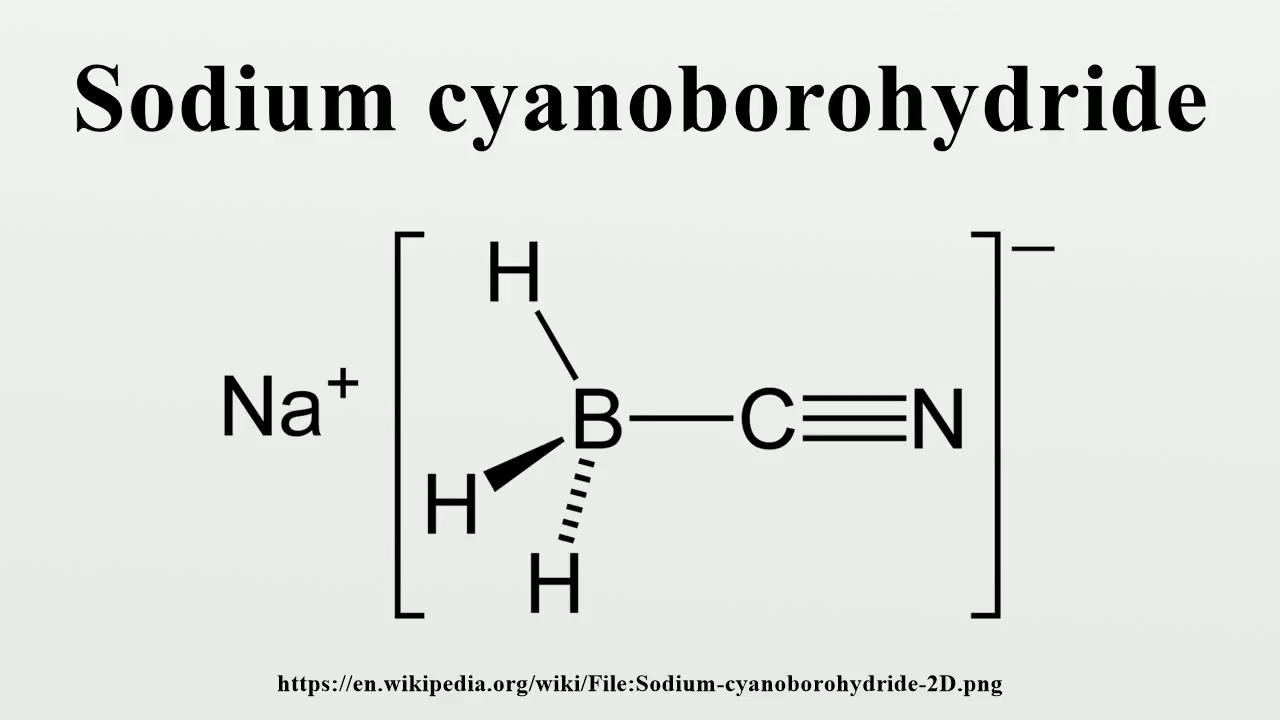 Sodium cyanoborohydride
H
–
Na+
B C N
H
H
https://en.wikipedia.org/wiki/File:Sodium-cyanoborohydride-2D.png